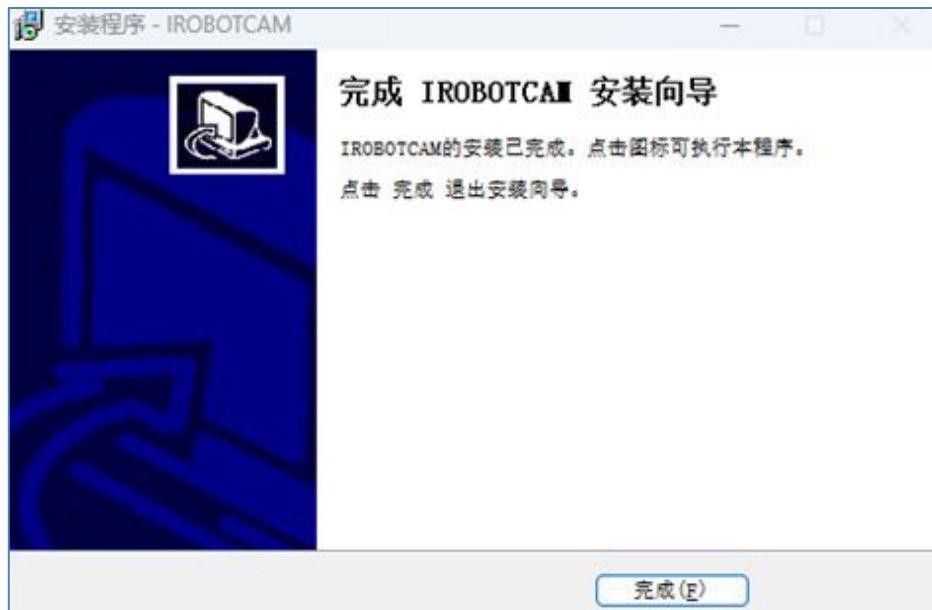 安装程序 - IROBOTCAM
完成 IROBOTCAM 安装向导
IROBOTCAM的安装已完成。点击图标可执行本程序。
点击 完成 退出安装向导。
完成(F)